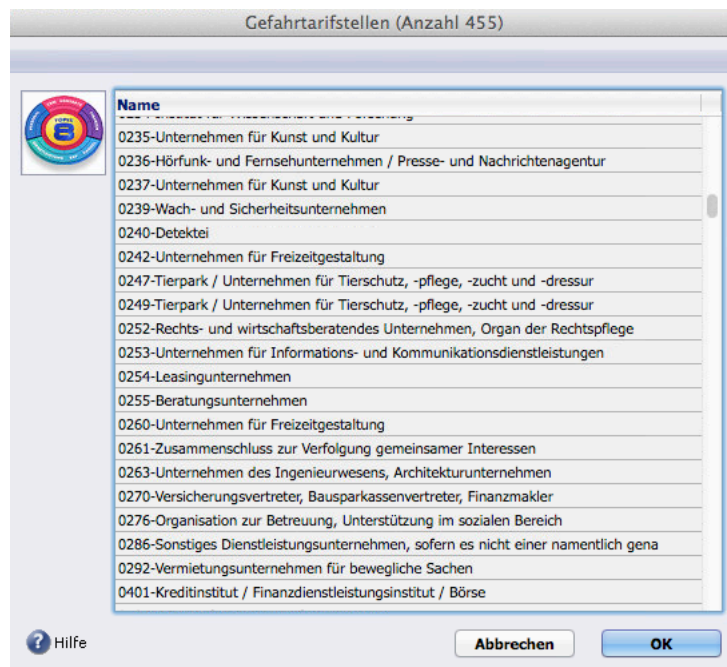 Gefahrtarifstellen (Anzahl 455)
TOPIX
8
Name
0235-Unternehmen für Kunst und Kultur
0236-Hörfunk- und Fernsehunternehmen / Presse- und Nachrichtenagentur
0237-Unternehmen für Kunst und Kultur
0239-Wach- und Sicherheitsunternehmen
0240-Detektei
0242-Unternehmen für Freizeitgestaltung
0247-Tierpark / Unternehmen für Tierschutz, -pflege, -zucht und -dressur
0249-Tierpark / Unternehmen für Tierschutz, -pflege, -zucht und -dressur
0252-Rechts- und wirtschaftsberatendes Unternehmen, Organ der Rechtspflege
0253-Unternehmen für Informations- und Kommunikationsdienstleistungen
0254-Leasingunternehmen
0255-Beratungsunternehmen
0260-Unternehmen für Freizeitgestaltung
0261-Zusammenschluss zur Verfolgung gemeinsamer Interessen
0263-Unternehmen des Ingenieurwesens, Architekturunternehmen
0270-Versicherungsvertreter, Bausparkassenvertreter, Finanzmakler
0276-Organisation zur Betreuung, Unterstützung im sozialen Bereich
0286-Sonstiges Dienstleistungsunternehmen, sofern es nicht einer namentlich gena
0292-Vermietungsunternehmen für bewegliche Sachen
0401-Kreditinstitut / Finanzdienstleistungsinstitut / Börse
? Hilfe
Abbrechen
OK